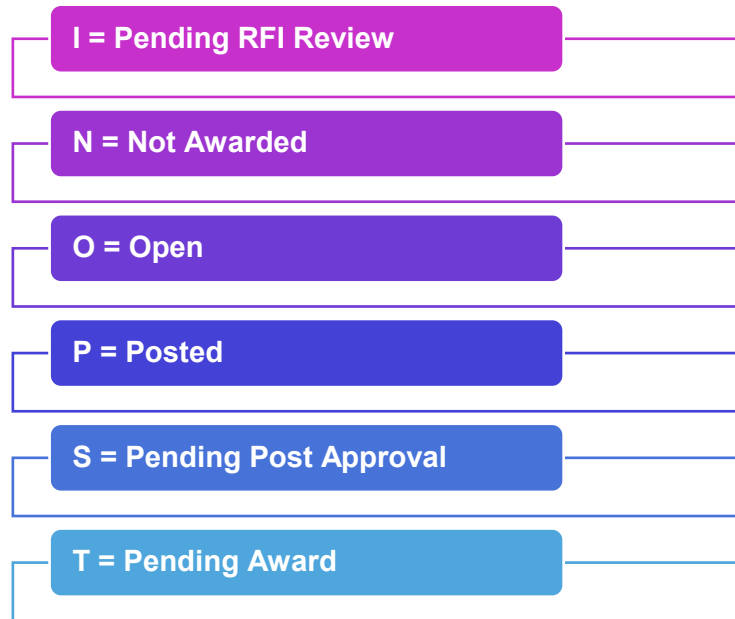 I = Pending RFI Review
N = Not Awarded
O = Open
P = Posted
S = Pending Post Approval
T = Pending Award